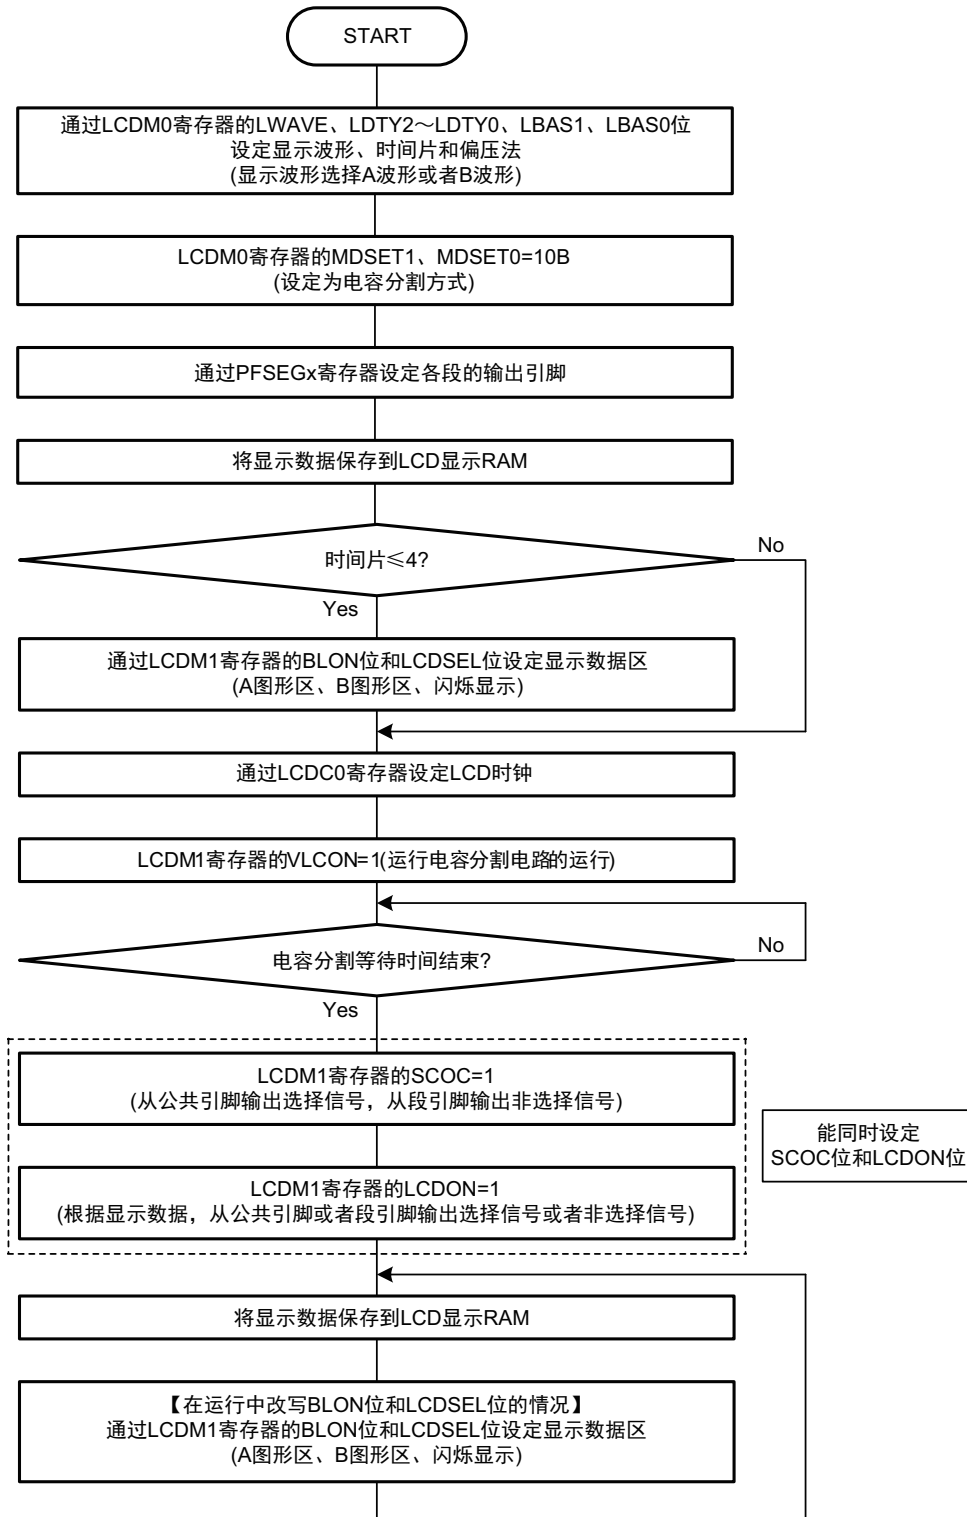 START
通过LCDM0寄存器的LWAVE、LDTY2～LDTY0、LBAS1、LBAS0位
设定显示波形、时间片和偏压法
(显示波形选择A波形或者B波形)
LCDM0寄存器的MDSET1、MDSET0=10B
(设定为电容分割方式)
通过PFSEGx寄存器设定各段的输出引脚
将显示数据保存到LCD显示RAM
时间片≤4?
No
Yes
通过LCDM1寄存器的BLON位和LCDSEL位设定显示数据区
(A图形区、B图形区、闪烁显示)
通过LCDC0寄存器设定LCD时钟
LCDM1寄存器的VLCON=1(运行电容分割电路的运行)
电容分割等待时间结束?
No
Yes
LCDM1寄存器的SCOC=1
(从公共引脚输出选择信号，从段引脚输出非选择信号)
能同时设定
SCOC位和LCDON位
LCDM1寄存器的LCDON=1
(根据显示数据，从公共引脚或者段引脚输出选择信号或者非选择信号)
将显示数据保存到LCD显示RAM
【在运行中改写BLON位和LCDSEL位的情况】
通过LCDM1寄存器的BLON位和LCDSEL位设定显示数据区
(A图形区、B图形区、闪烁显示)